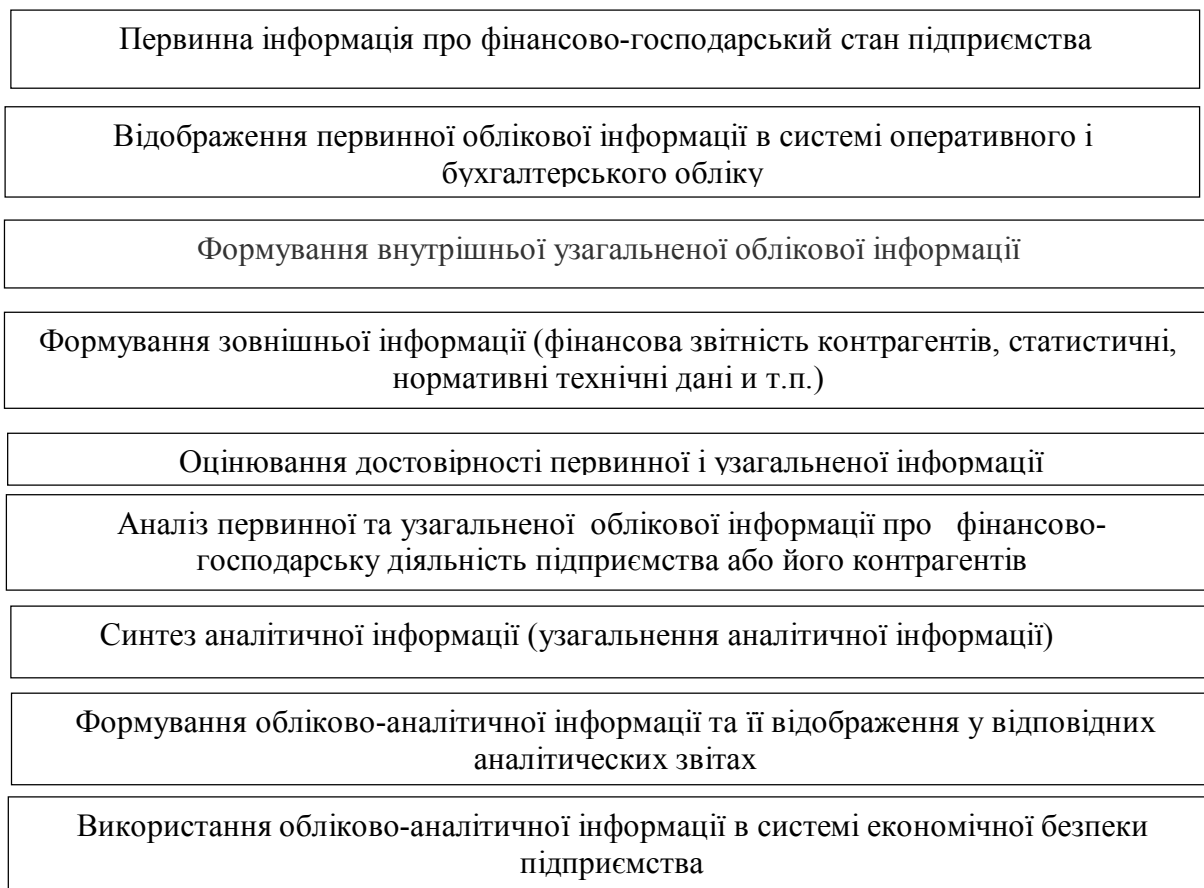 Первинна інформація про фінансово-господарський стан підприємства
Відображення первинної облікової інформації в системі оперативного і
бухгалтерського обліку
Формування внутрішньої узагальненої облікової інформації
Формування зовнішньої інформації (фінансова звітність контрагентів, статистичні,
нормативні технічні дані и т.п.)
Оцінювання достовірності первинної і узагальненої інформації
Аналіз первинної та узагальненої облікової інформації про фінансово-
господарську діяльність підприємства або його контрагентів
Синтез аналітичної інформації (узагальнення аналітичної інформації)
Формування обліково-аналітичної інформації та її відображення у відповідних
аналітических звітах
Використання обліково-аналітичної інформації в системі економічної безпеки
підприємства